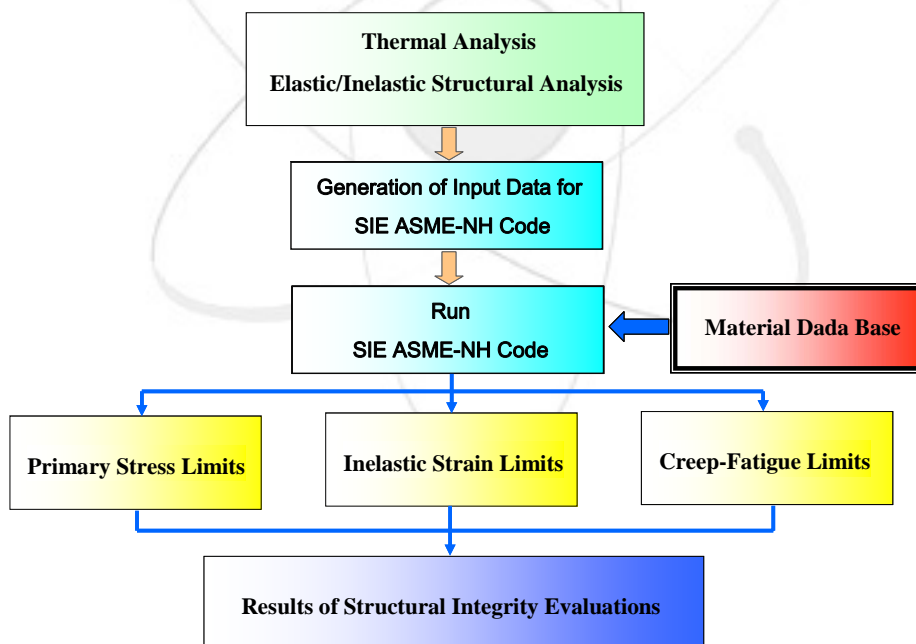 Thermal Analysis
Elastic/Inelastic Structural Analysis
Generation of Input Data for
SIE ASME-NH Code
Run
SIE ASME-NH Code
Material Dada Base
Primary Stress Limits
Inelastic Strain Limits
Creep-Fatigue Limits
Results of Structural Integrity Evaluations